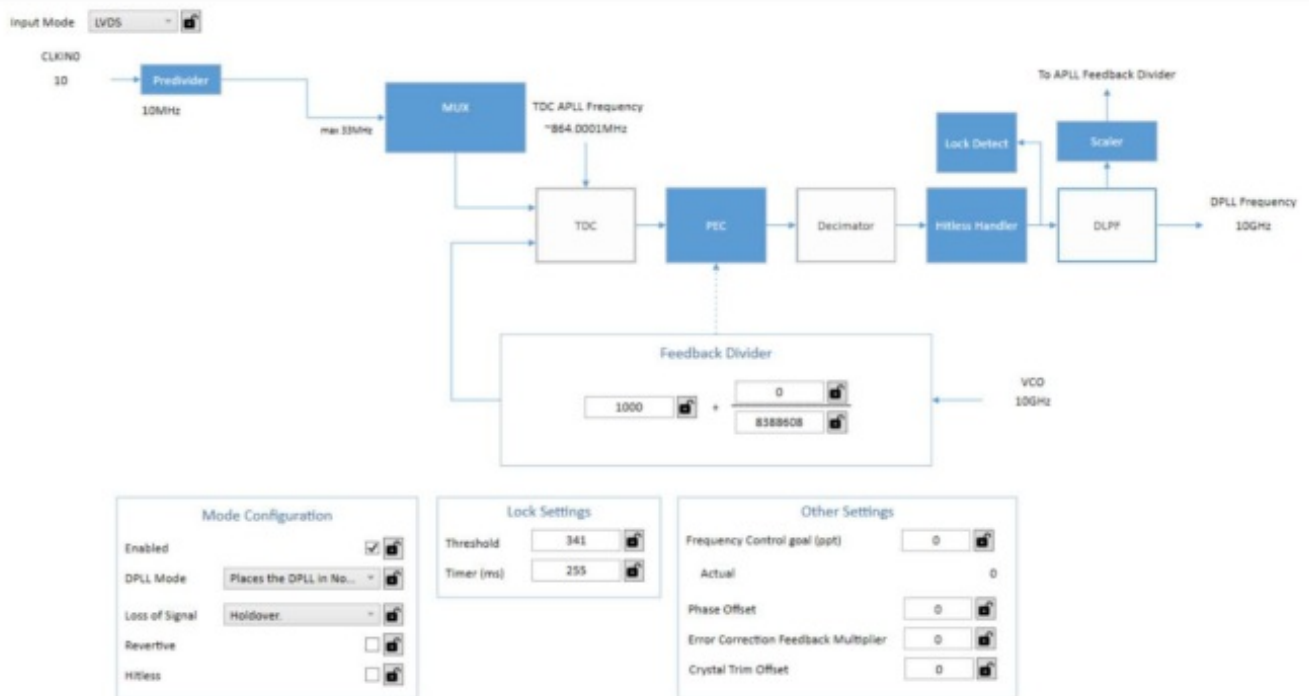 Input Mode LVDS
CLKIN0
10
Predivider
10MHz
max 33MHz
MUX
TDC APLL Frequency
~864.0001MHz
To APLL Feedback Divider
Lock Detect
Scaler
TDC
PEC
Decimator
Hitless Handler
DLPF
DPLL Frequency
10GHz
Feedback Divider
1000 + 0
8388608
VCO
10GHz
Mode Configuration
Enabled
DPLL Mode Places the DPLL in No...
Loss of Signal Holdover.
Revertive
Hitless
Lock Settings
Threshold 341
Timer (ms) 255
Other Settings
Frequency Control goal (ppt) 0
Actual 0
Phase Offset 0
Error Correction Feedback Multiplier 0
Crystal Trim Offset 0